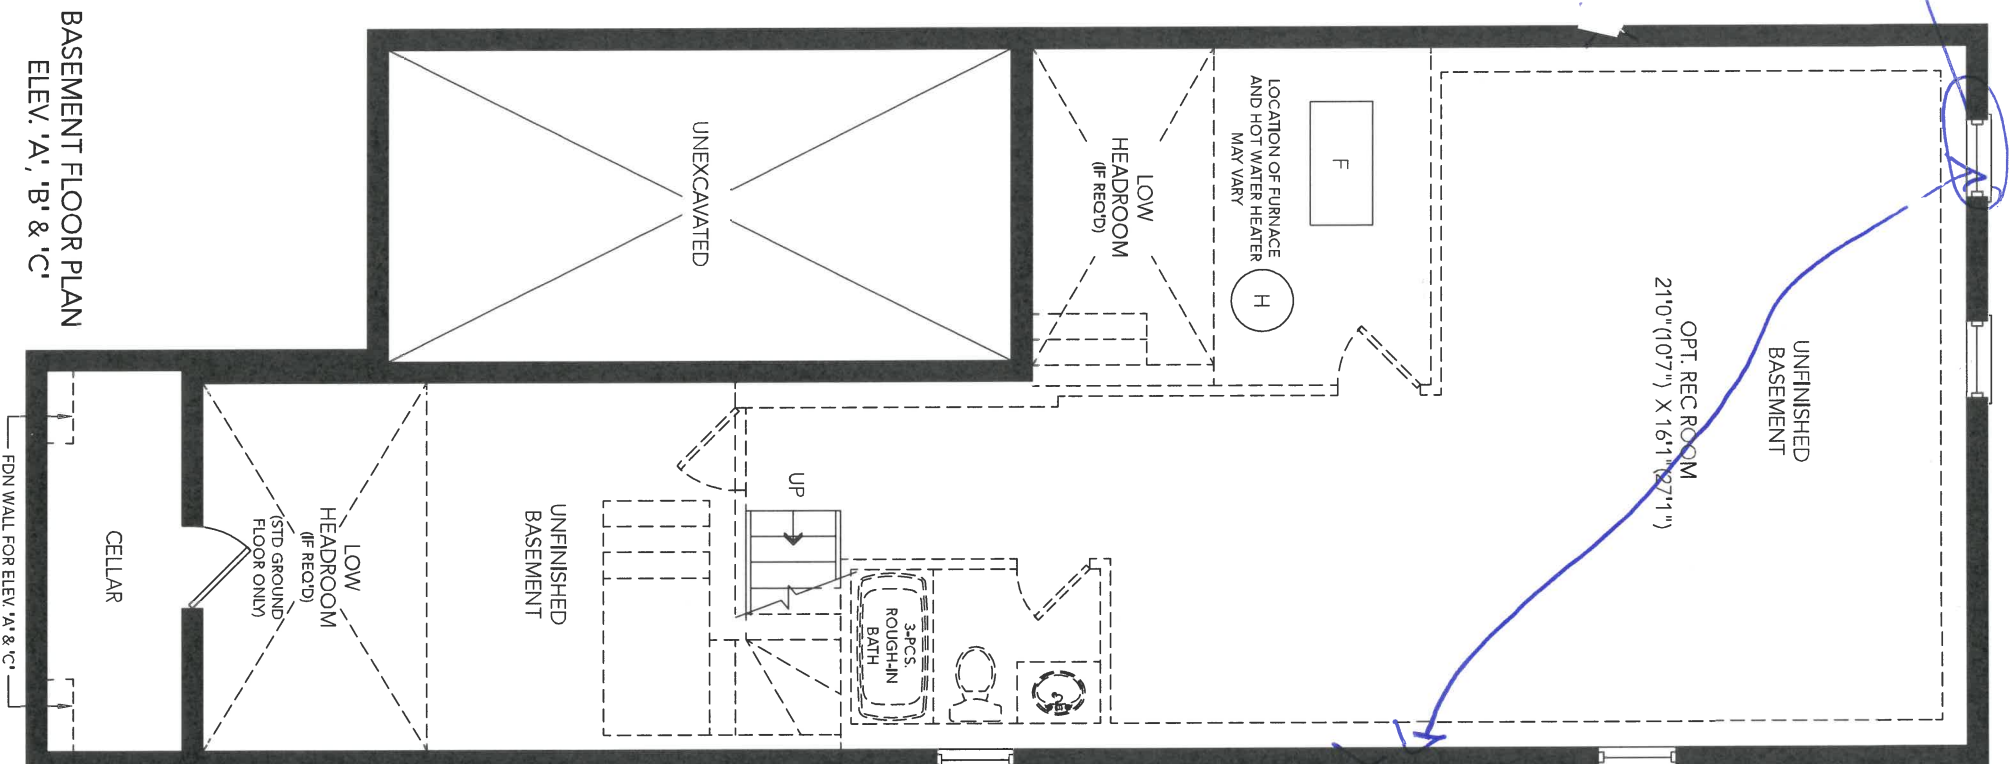 BASEMENT FLOOR PLAN
ELEV. 'A', 'B' & 'C'
UNEXCAVATED
LOW
HEADROOM
(IF REQ'D)
LOCATION OF FURNACE
AND HOT WATER HEATER
MAY VARY
F
H
UNFINISHED
BASEMENT
OPT. REC ROOM
21'0"(10'7") X 16'1"(27'1")
UP
3-PCS.
ROUGH-IN
BATH
UNFINISHED
BASEMENT
LOW
HEADROOM
(IF REQ'D)
(STD GROUND
FLOOR ONLY)
CELLAR
FDN WALL FOR ELEV. 'A' & 'C'